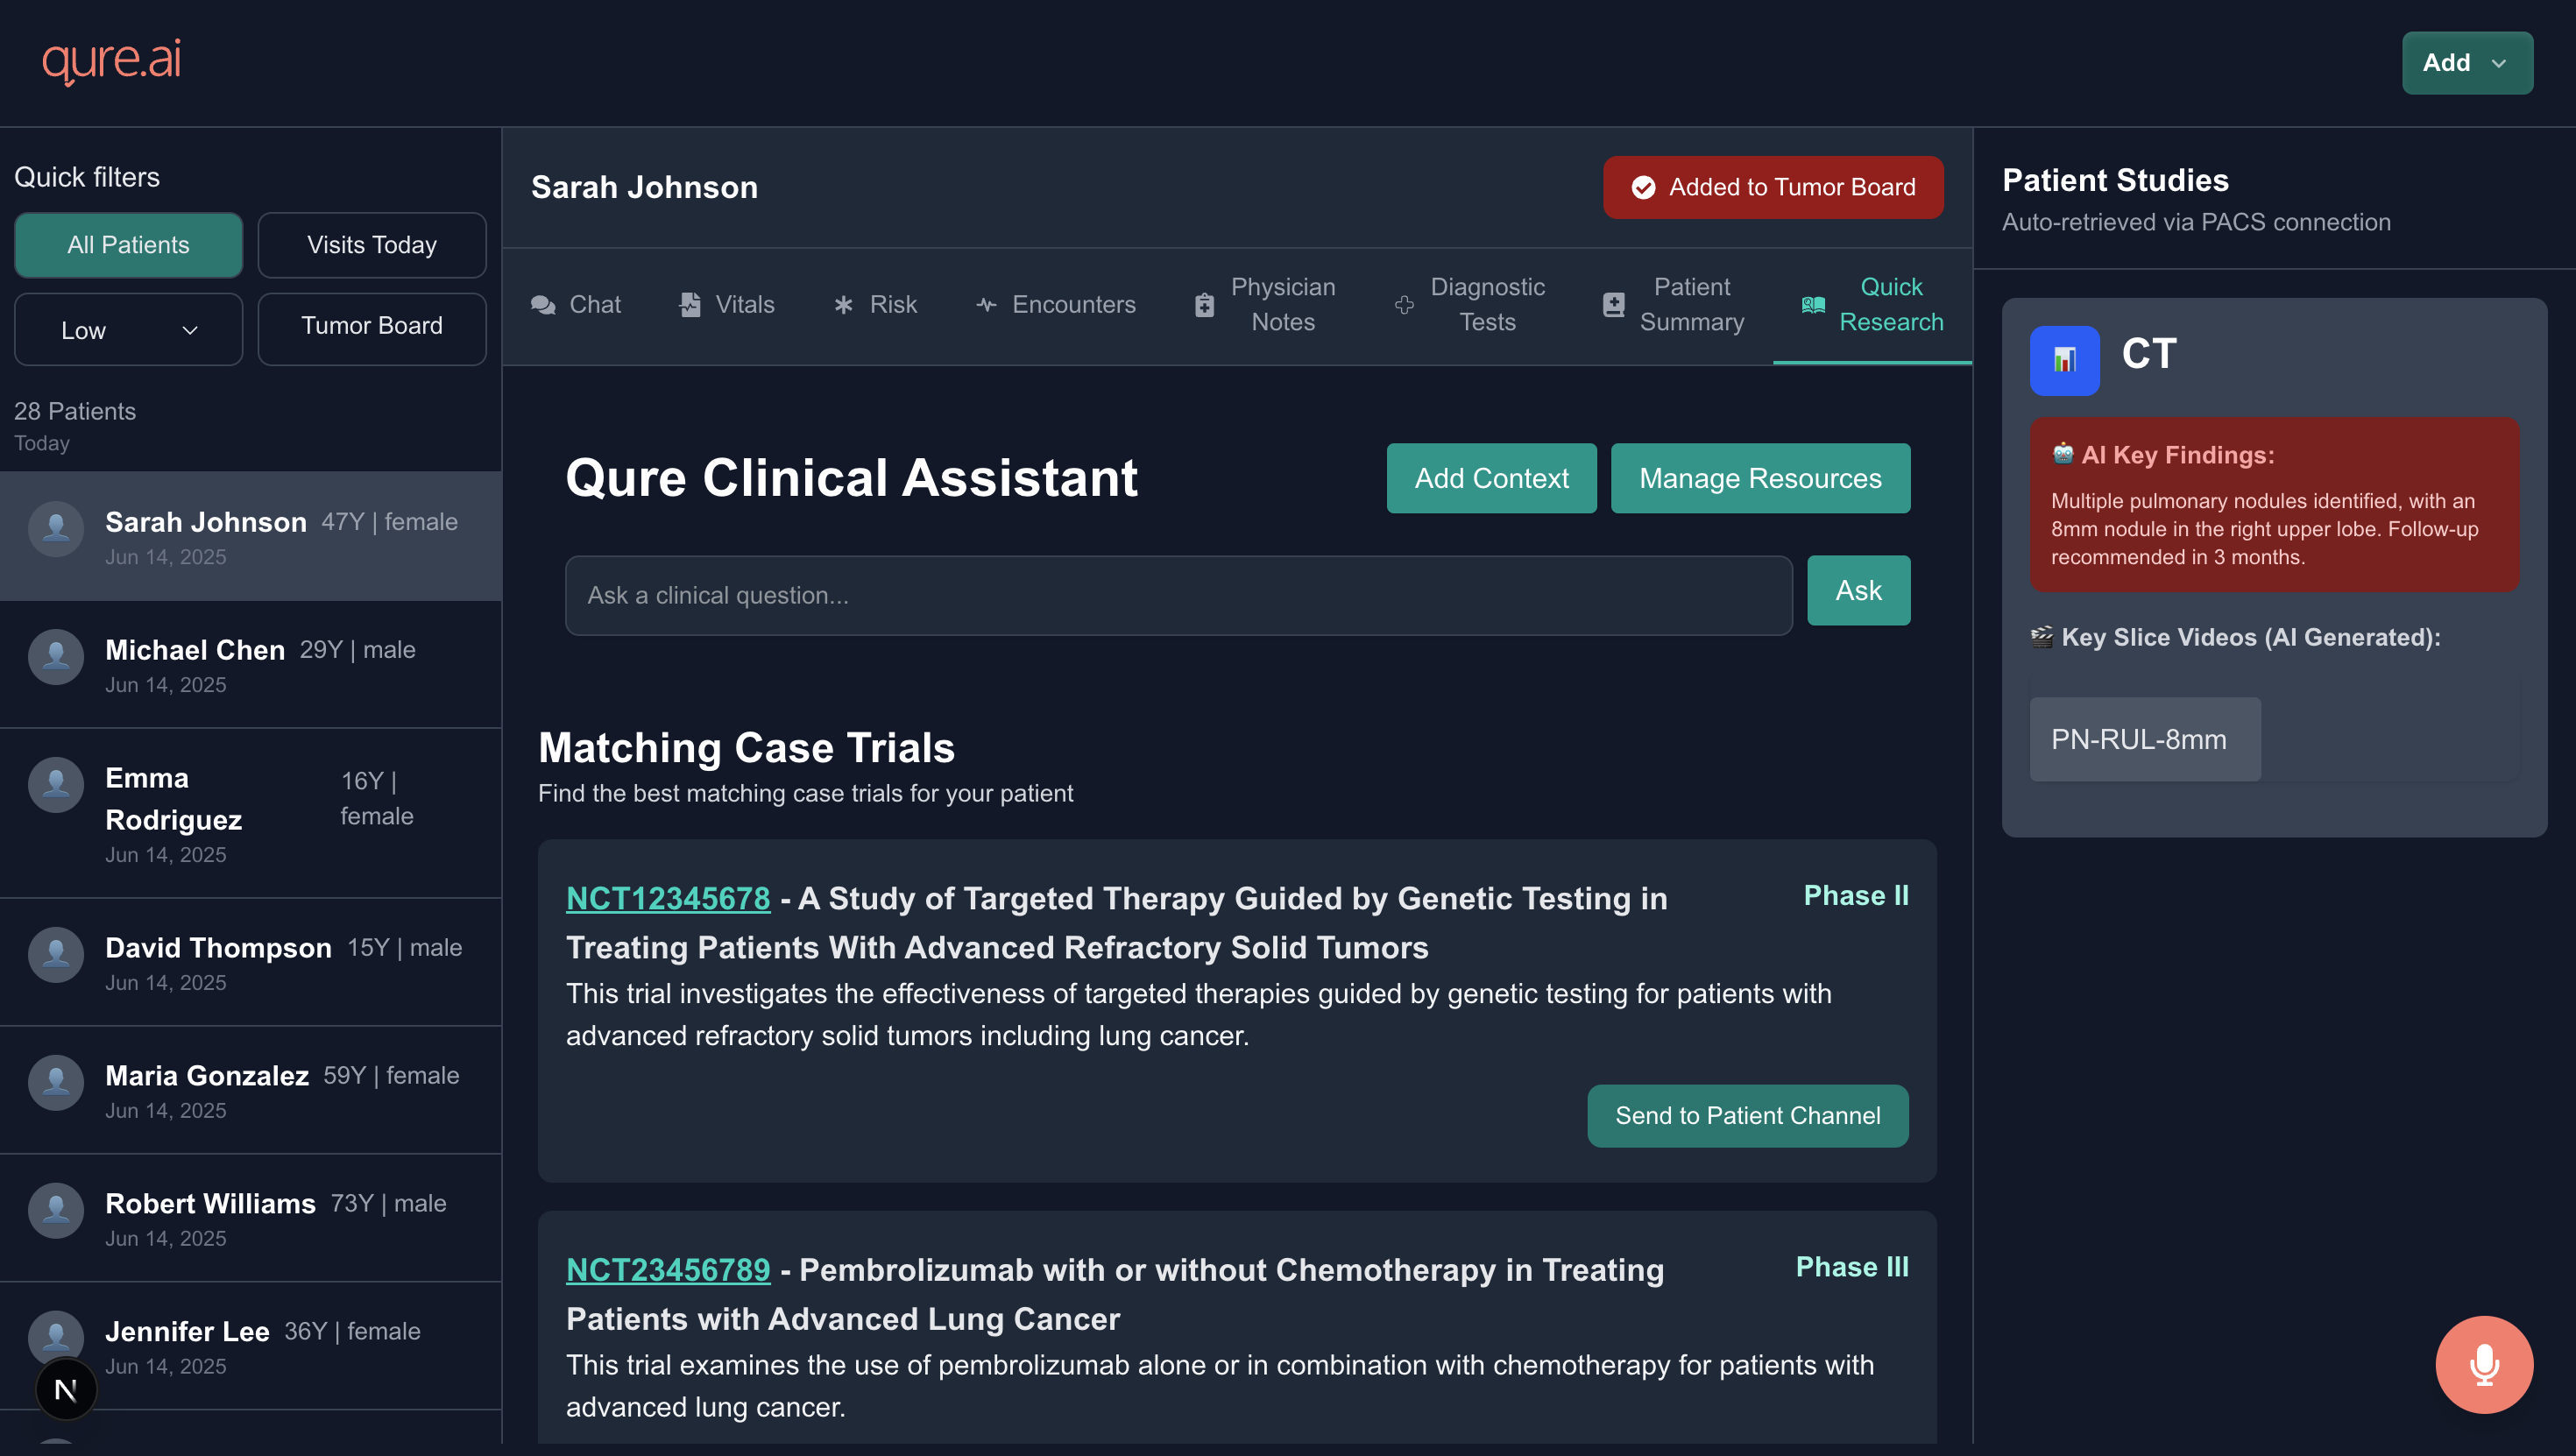 qure.ai
Add
Quick filters
All Patients
Visits Today
Low
Tumor Board
28 Patients
Today
Sarah Johnson 47Y | female
Jun 14, 2025
Michael Chen 29Y | male
Jun 14, 2025
Emma
Rodriguez
16Y |
female
Jun 14, 2025
David Thompson 15Y | male
Jun 14, 2025
Maria Gonzalez 59Y | female
Jun 14, 2025
Robert Williams 73Y | male
Jun 14, 2025
Jennifer Lee 36Y | female
Jun 14, 2025
N
Sarah Johnson
Added to Tumor Board
Chat
Vitals
Risk
Encounters
Physician
Notes
Diagnostic
Tests
Patient
Summary
Quick
Research
Qure Clinical Assistant
Add Context
Manage Resources
Ask a clinical question...
Ask
Matching Case Trials
Find the best matching case trials for your patient
NCT12345678 - A Study of Targeted Therapy Guided by Genetic Testing in
Treating Patients With Advanced Refractory Solid Tumors
Phase II
This trial investigates the effectiveness of targeted therapies guided by genetic testing for patients with
advanced refractory solid tumors including lung cancer.
Send to Patient Channel
NCT23456789 - Pembrolizumab with or without Chemotherapy in Treating
Patients with Advanced Lung Cancer
Phase III
This trial examines the use of pembrolizumab alone or in combination with chemotherapy for patients with
advanced lung cancer.
Patient Studies
Auto-retrieved via PACS connection
CT
AI Key Findings:
Multiple pulmonary nodules identified, with an
8mm nodule in the right upper lobe. Follow-up
recommended in 3 months.
Key Slice Videos (AI Generated):
PN-RUL-8mm